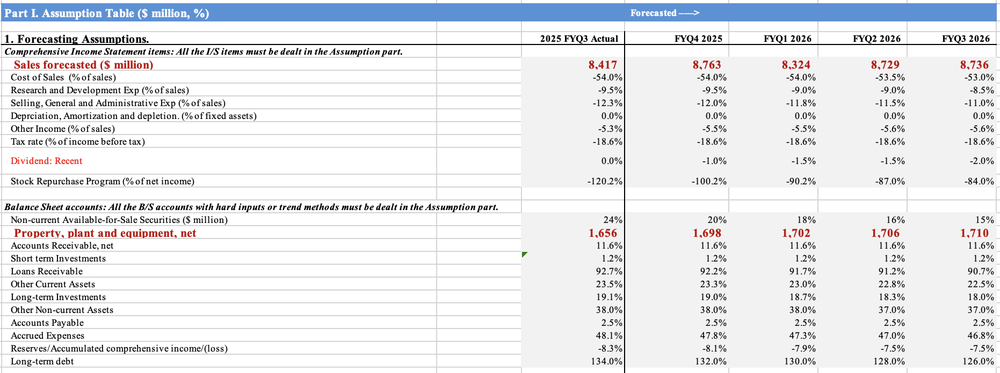 Part I. Assumption Table ($ million, %) Forecasted ---->
1. Forecasting Assumptions. 2025 FYQ3 Actual FYQ4 2025 FYQ1 2026 FYQ2 2026 FYQ3 2026
Comprehensive Income Statement items: All the I/S items must be dealt in the Assumption part.
Sales forecasted ($ million) 8,417 8,763 8,324 8,729 8,736
Cost of Sales (% of sales) -54.0% -54.0% -54.0% -53.5% -53.0%
Research and Development Exp (% of sales) -9.5% -9.5% -9.0% -9.0% -8.5%
Selling, General and Administrative Exp (% of sales) -12.3% -12.0% -11.8% -11.5% -11.0%
Deprciation, Amortization and depletion. (% of fixed assets) 0.0% 0.0% 0.0% 0.0% 0.0%
Other Income (% of sales) -5.3% -5.5% -5.5% -5.6% -5.6%
Tax rate (% of income before tax) -18.6% -18.6% -18.6% -18.6% -18.6%
Dividend: Recent 0.0% -1.0% -1.5% -1.5% -2.0%
Stock Repurchase Program (% of net income) -120.2% -100.2% -90.2% -87.0% -84.0%
Balance Sheet accounts: All the B/S accounts with hard inputs or trend methods must be dealt in the Assumption part.
Non-current Available-for-Sale Securities ($ million) 24% 20% 18% 16% 15%
Property, plant and equipment, net 1,656 1,698 1,702 1,706 1,710
Accounts Receivable, net 11.6% 11.6% 11.6% 11.6% 11.6%
Short term Investments 1.2% 1.2% 1.2% 1.2% 1.2%
Loans Receivable 92.7% 92.2% 91.7% 91.2% 90.7%
Other Current Assets 23.5% 23.3% 23.0% 22.8% 22.5%
Long-term Investments 19.1% 19.0% 18.7% 18.3% 18.0%
Other Non-current Assets 38.0% 38.0% 38.0% 37.0% 37.0%
Accounts Payable 2.5% 2.5% 2.5% 2.5% 2.5%
Accrued Expenses 48.1% 47.8% 47.3% 47.0% 46.8%
Reserves/Accumulated comprehensive income/(loss) -8.3% -8.1% -7.9% -7.5% -7.5%
Long-term debt 134.0% 132.0% 130.0% 128.0% 126.0%